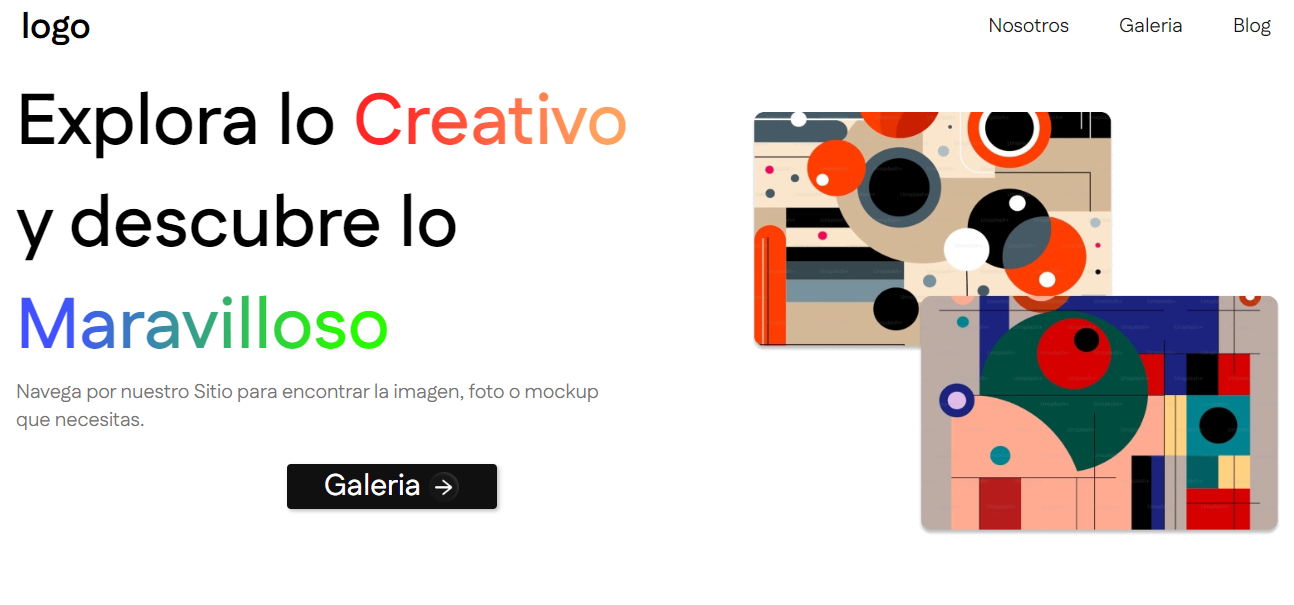 logo
Nosotros Galeria Blog
Explora lo Creativo
y descubre lo
Maravilloso
Navega por nuestro Sitio para encontrar la imagen, foto o mockup
que necesitas.
Galeria